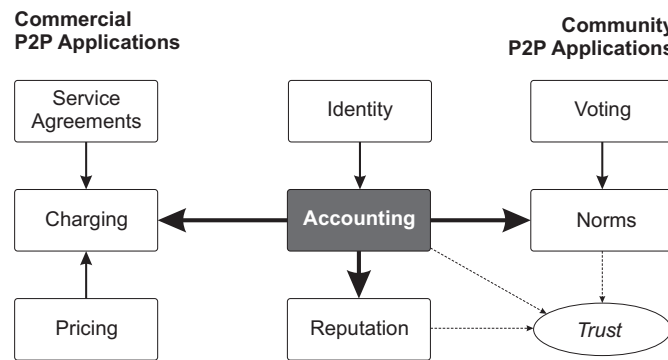 Commercial
P2P Applications
Community
P2P Applications
Service
Agreements
Identity
Voting
Charging
Accounting
Norms
Pricing
Reputation
Trust